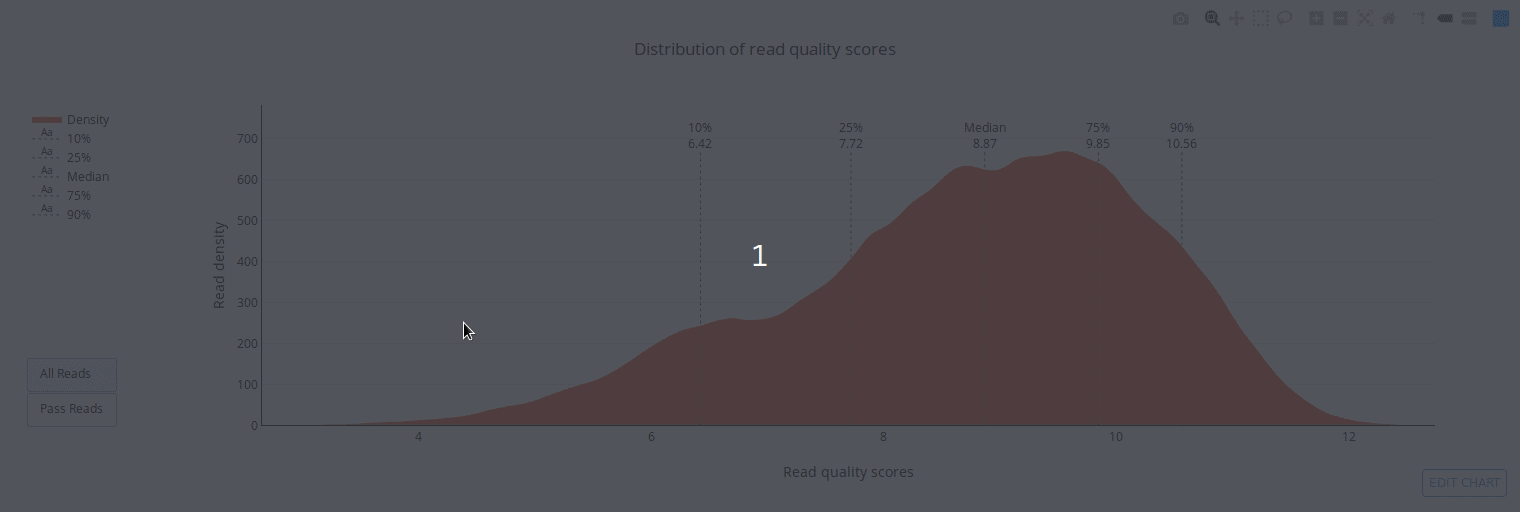 Distribution of read quality scores
Density
Aa
10%
Aa
25%
Aa
Median
Aa
75%
Aa
90%
10%
6.42
25%
7.72
Median
8.87
75%
9.85
90%
10.56
700
600
500
400
300
200
100
0
Read density
1
4
6
8
10
12
Read quality scores
All Reads
Pass Reads
EDIT CHART